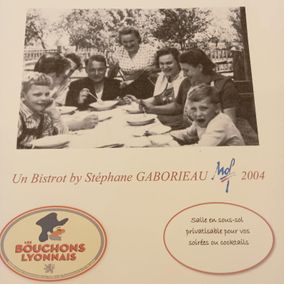 Un Bistrot by Stéphane GABORIEAU 2004
LES
BOUCHONS
LYONNAIS
Salle en sous-sol
privatisable pour vos
soirées ou cocktails